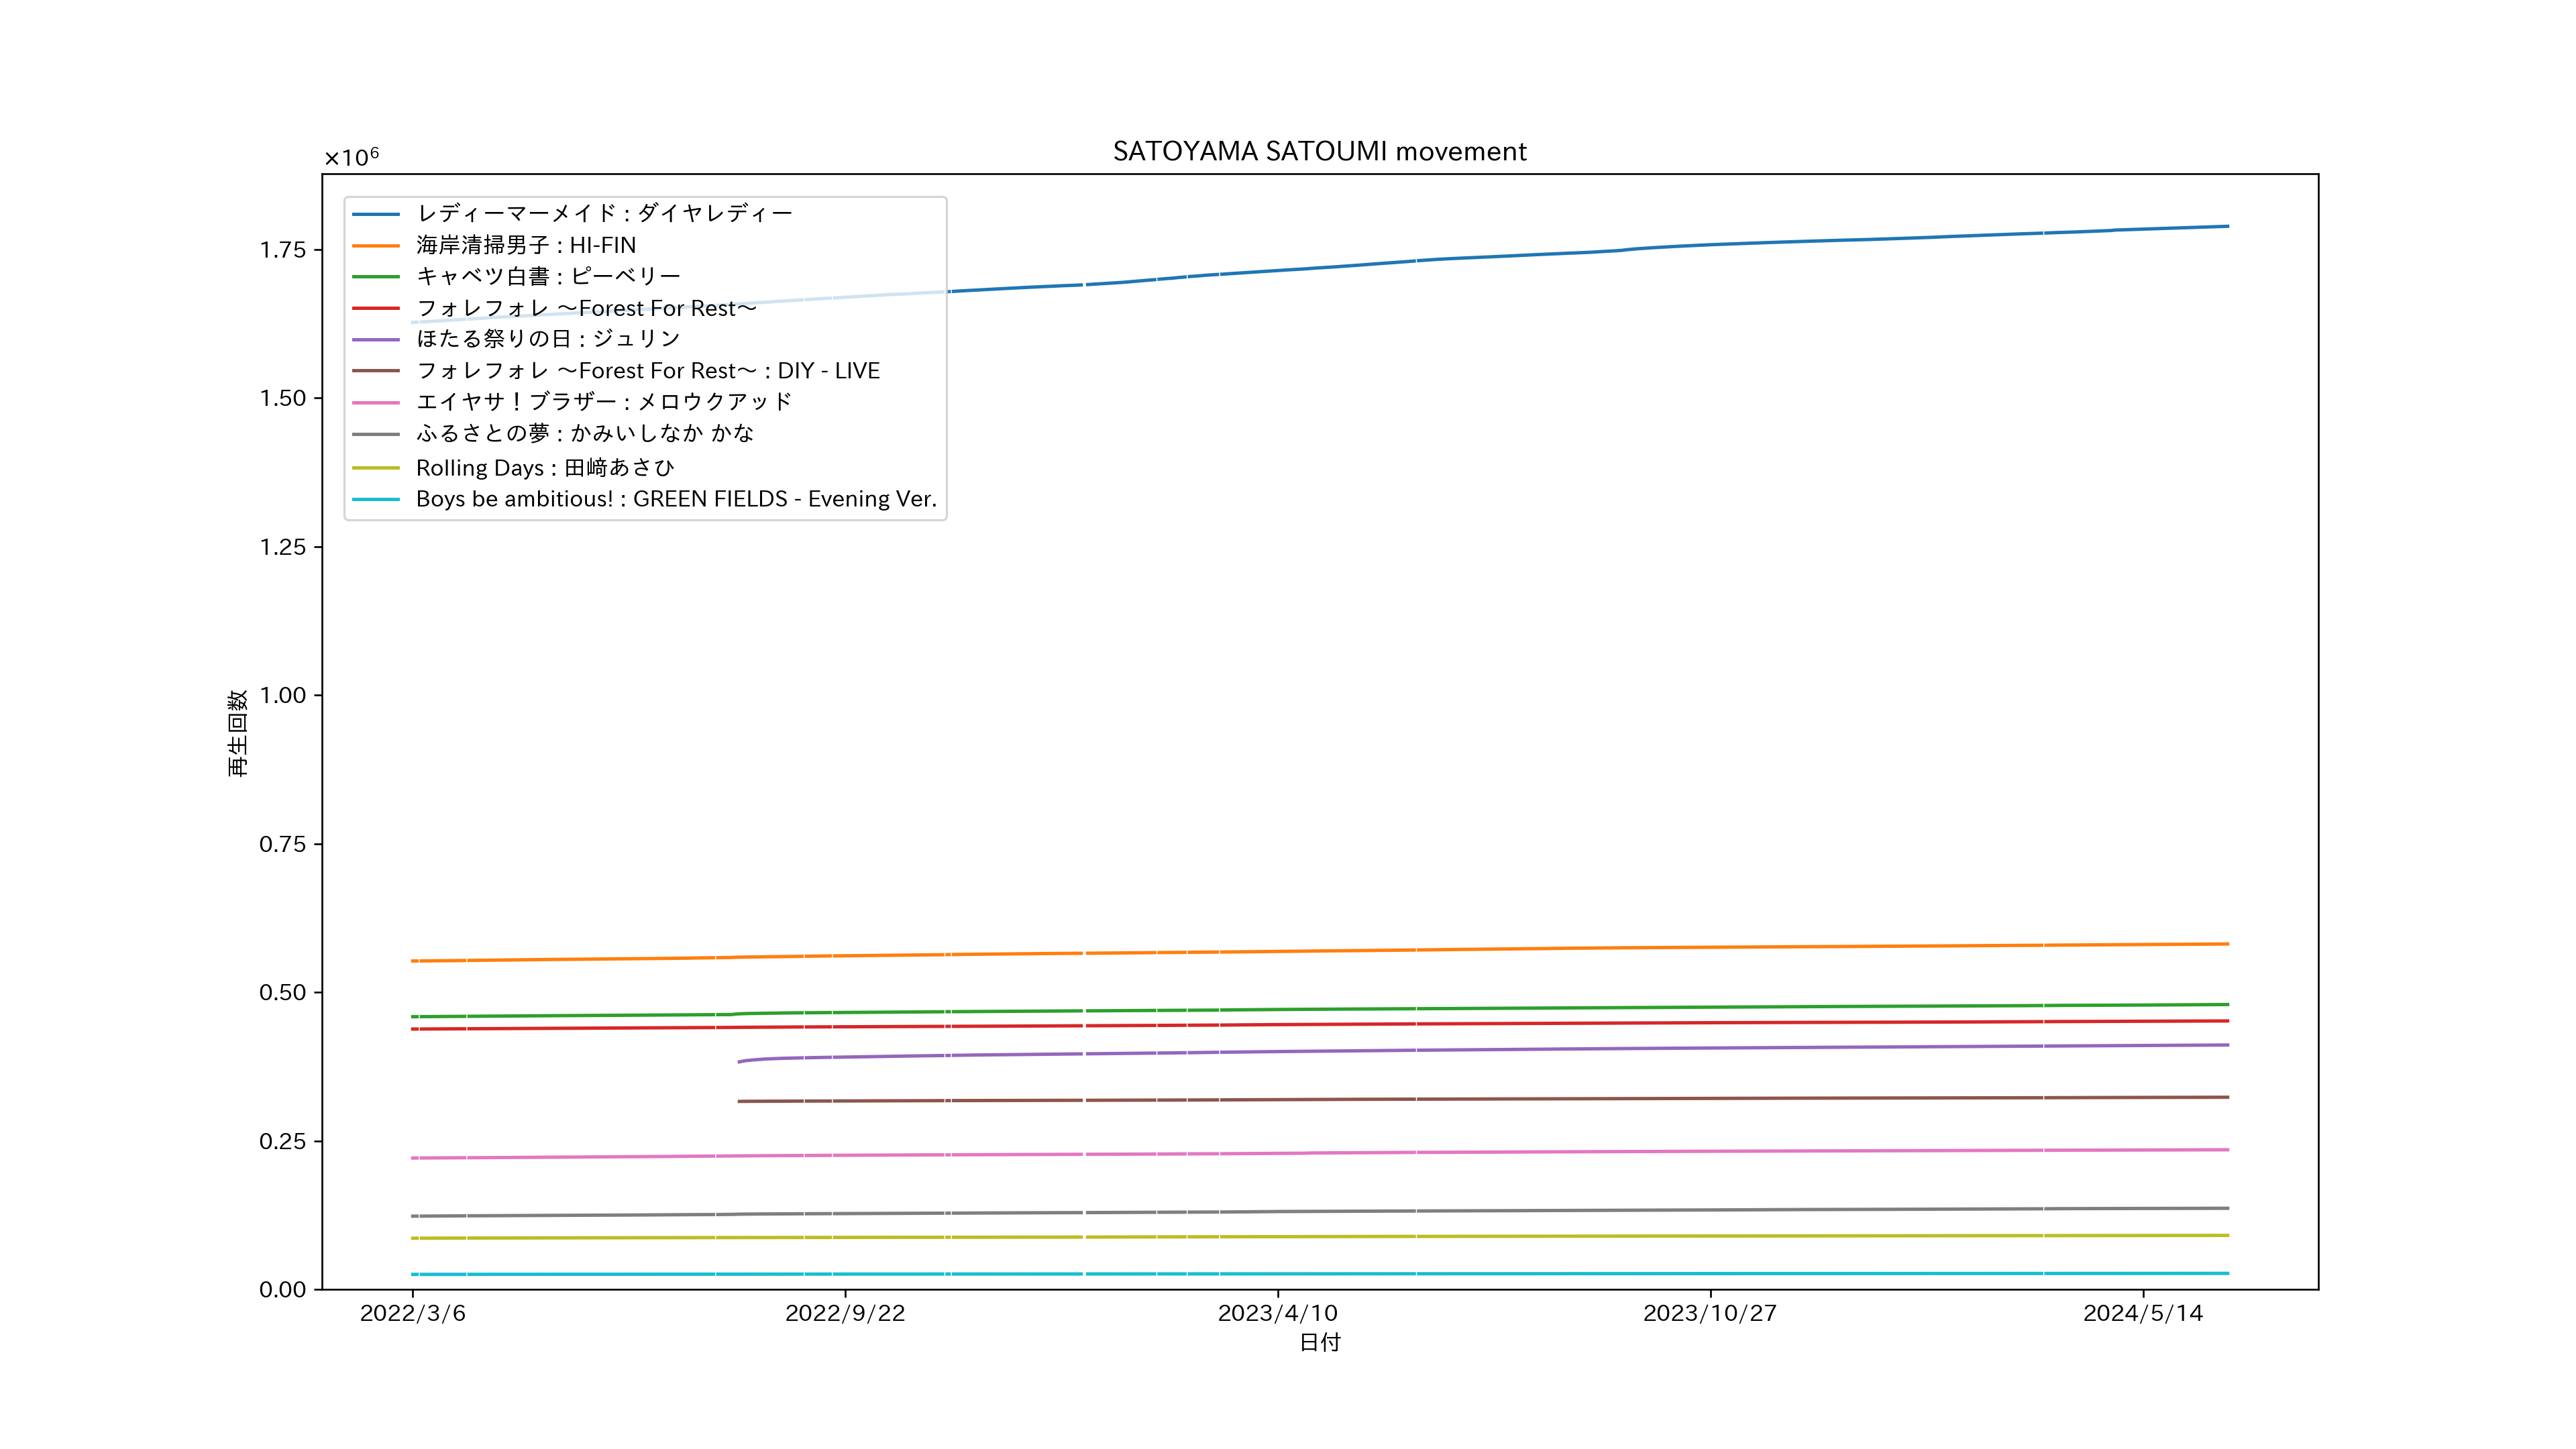 SATOYAMA SATOUMI movement
×10⁶
レディーマーメイド : ダイヤレディー
海岸清掃男子 : HI-FIN
キャベツ白書 : ピーベリー
フォレフォレ ～Forest For Rest～
ほたる祭りの日 : ジュリン
フォレフォレ ～Forest For Rest～ : DIY - LIVE
エイヤサ！ブラザー : メロウクアッド
ふるさとの夢 : かみいしなか かな
Rolling Days : 田﨑あさひ
Boys be ambitious! : GREEN FIELDS - Evening Ver.
1.75
1.50
1.25
1.00
0.75
0.50
0.25
0.00
再生回数
2022/3/6
2022/9/22
2023/4/10
2023/10/27
2024/5/14
日付